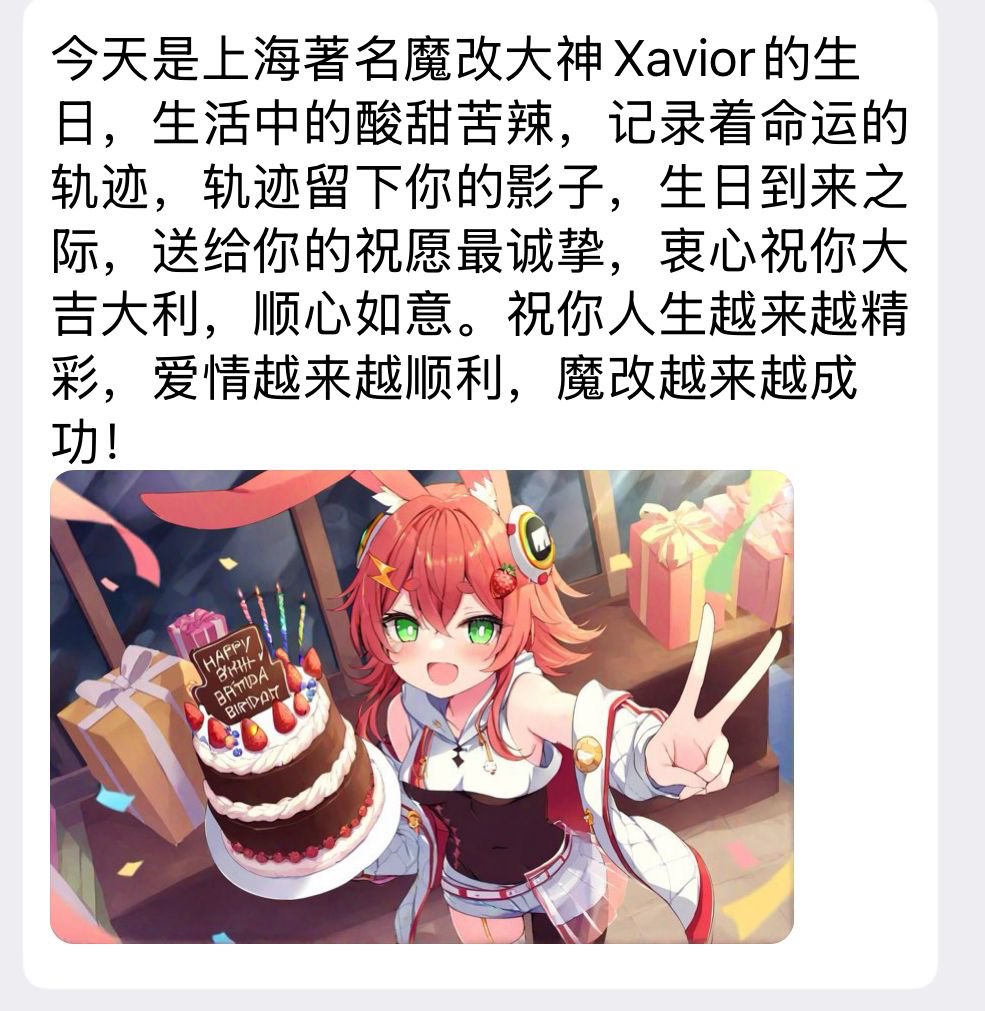 今天是上海著名魔改大神Xavior的生
日，生活中的酸甜苦辣，记录着命运的
轨迹，轨迹留下你的影子，生日到来之
际，送给你的祝愿最诚挚，衷心祝你大
吉大利，顺心如意。祝你人生越来越精
彩，爱情越来越顺利，魔改越来越成
功！
HAPPY